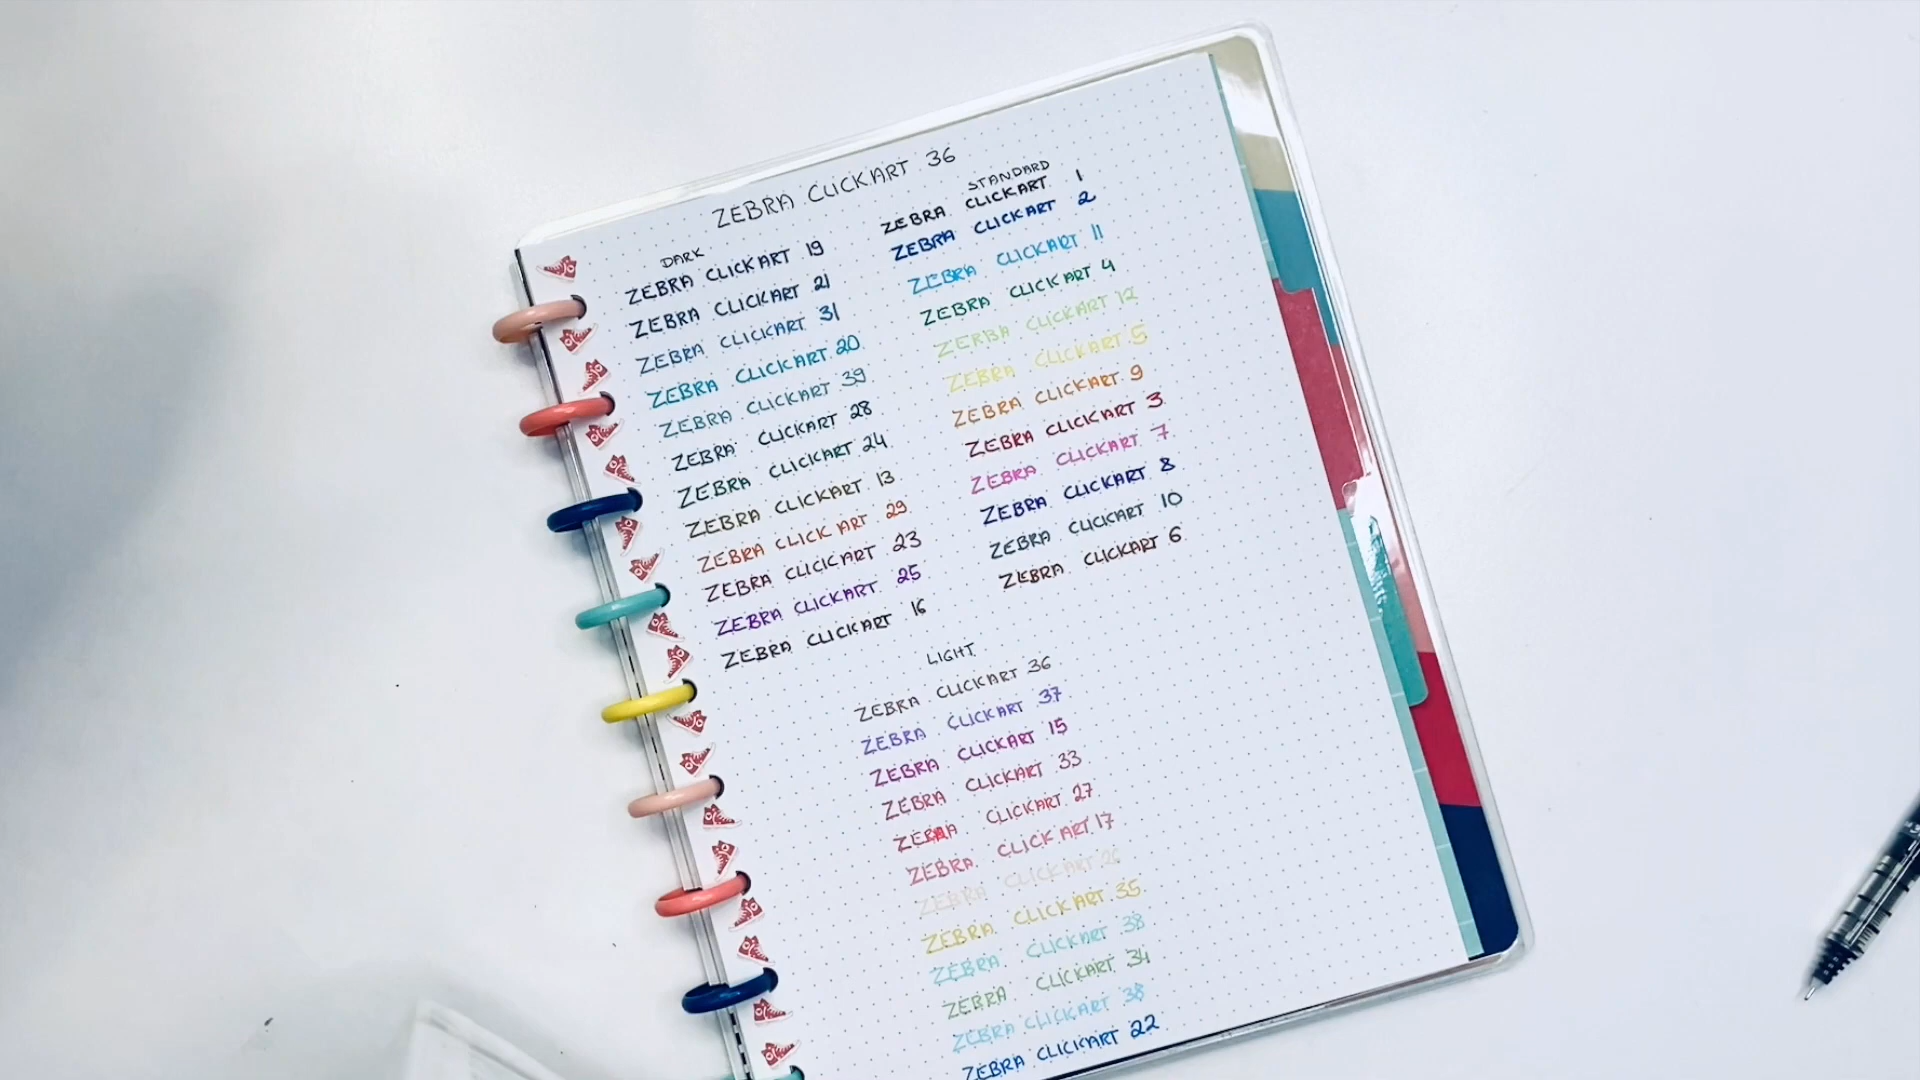 ZEBRA CLICKART 36
DARK
ZEBRA CLICKART 19
ZEBRA CLICKART 21
ZEBRA CLICKART 31
ZEBRA CLICKART 20
ZEBRA CLICKART 39
ZEBRA CLICKART 28
ZEBRA CLICKART 24
ZEBRA CLICKART 13
ZEBRA CLICK ART 29
ZEBRA CLICKART 23
ZEBRA CLICKART 25
ZEBRA CLICKART 16
STANDARD
ZEBRA CLICKART 1
ZEBRA CLICKART 2
ZEBRA CLICKART 11
ZEBRA CLICKART 4
ZERBA CLICKART 12
ZEBRA CLICKART 5
ZEBRA CLICKART 9
ZEBRA CLICKART 3
ZEBRA CLICKART 7
ZEBRA CLICKART 8
ZEBRA CLICKART 10
ZEBRA CLICKART 6
LIGHT
ZEBRA CLICKART 36
ZEBRA CLICKART 37
ZEBRA CLICKART 15
ZEBRA CLICKART 33
ZEBRA CLICKART 27
ZEBRA CLICKART 17
ZEBRA CLICKART 26
ZEBRA CLICKART 35
ZEBRA CLICKART 38
ZEBRA CLICKART 34
ZEBRA CLICKART 38
ZEBRA CLICKART 22